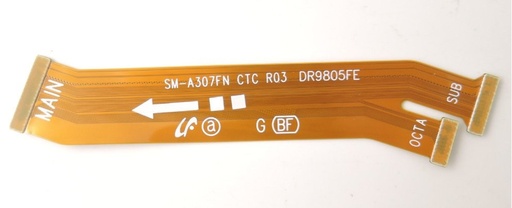 SM-A307FN CTC R03 DR9805FE
MAIN
SUB
OCTA
a G BF